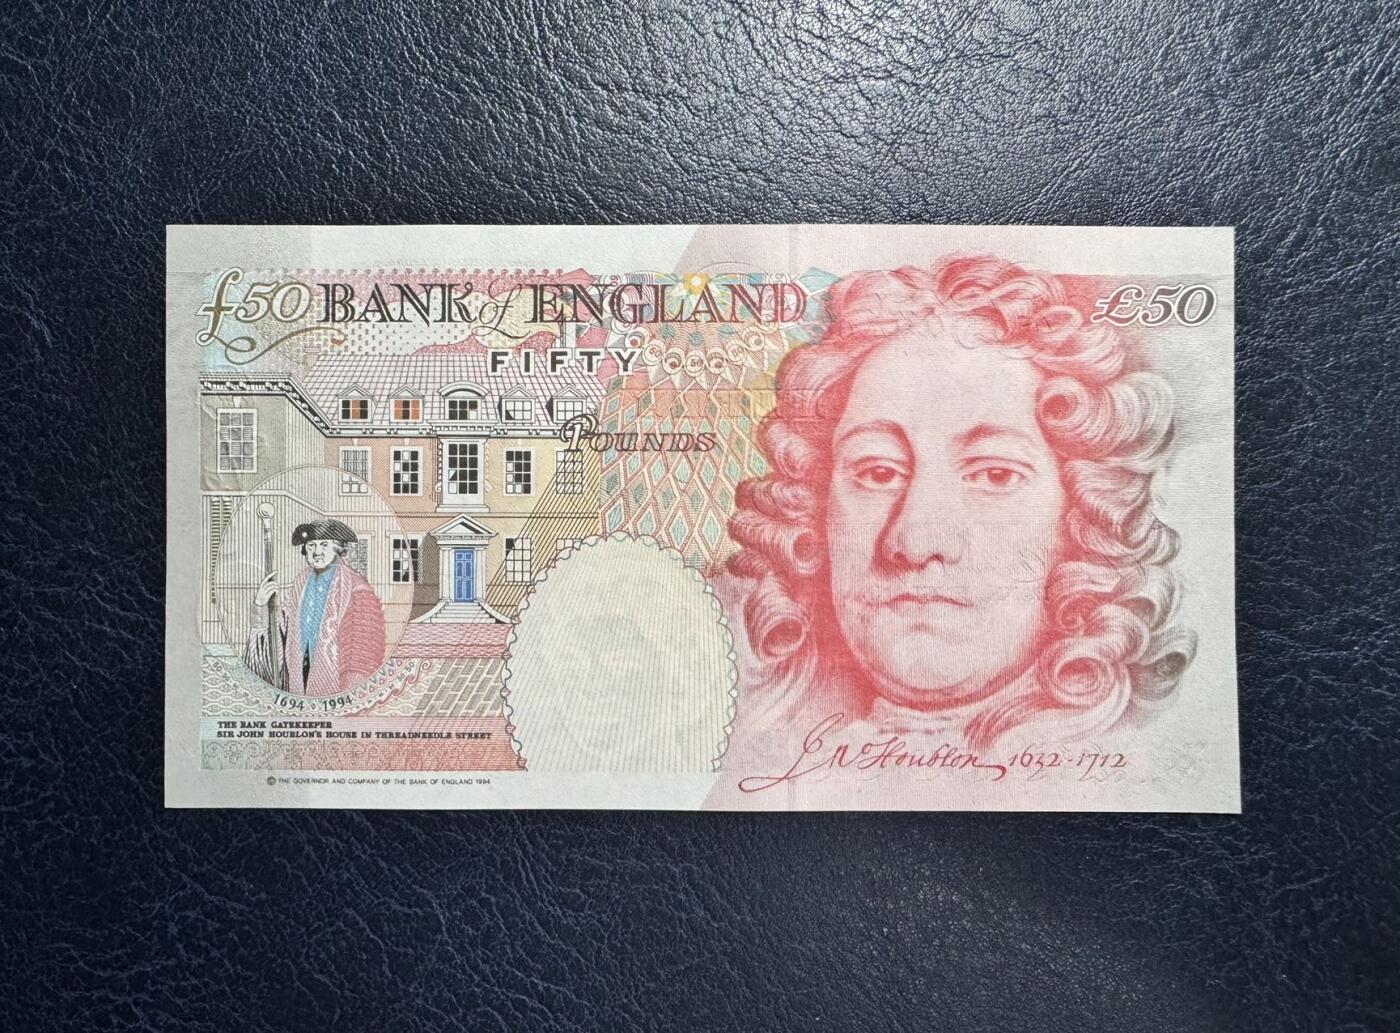 £50 BANK of ENGLAND £50
FIFTY
POUNDS
1694 ◦ 1994
THE BANK GATEKEEPER
SIR JOHN HOUBLON'S HOUSE IN THREADNEEDLE STREET
© THE GOVERNOR AND COMPANY OF THE BANK OF ENGLAND 1994
Jno Houblon 1632-1712